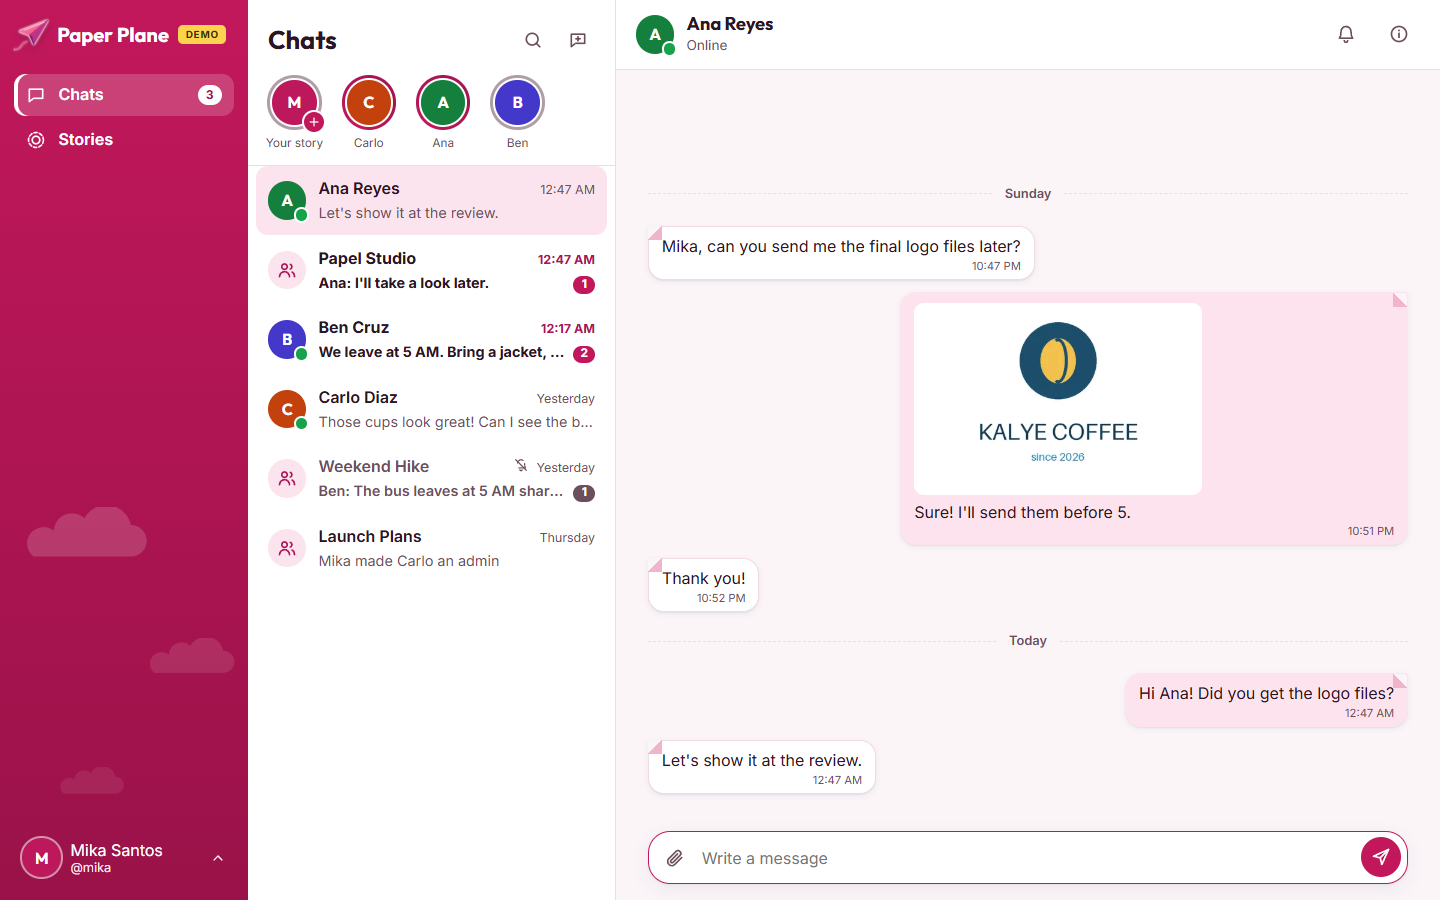 Paper Plane DEMO
Chats 3
Stories
M Mika Santos
@mika
Chats
M C A B
Your story Carlo Ana Ben
A Ana Reyes 12:47 AM
Let's show it at the review.
Papel Studio 12:47 AM
Ana: I'll take a look later. 1
B Ben Cruz 12:17 AM
We leave at 5 AM. Bring a jacket, ... 2
C Carlo Diaz Yesterday
Those cups look great! Can I see the b...
Weekend Hike Yesterday
Ben: The bus leaves at 5 AM shar... 1
Launch Plans Thursday
Mika made Carlo an admin
A Ana Reyes
Online
Sunday
Mika, can you send me the final logo files later?
10:47 PM
KALYE COFFEE
since 2026
Sure! I'll send them before 5.
10:51 PM
Thank you!
10:52 PM
Today
Hi Ana! Did you get the logo files?
12:47 AM
Let's show it at the review.
12:47 AM
Write a message